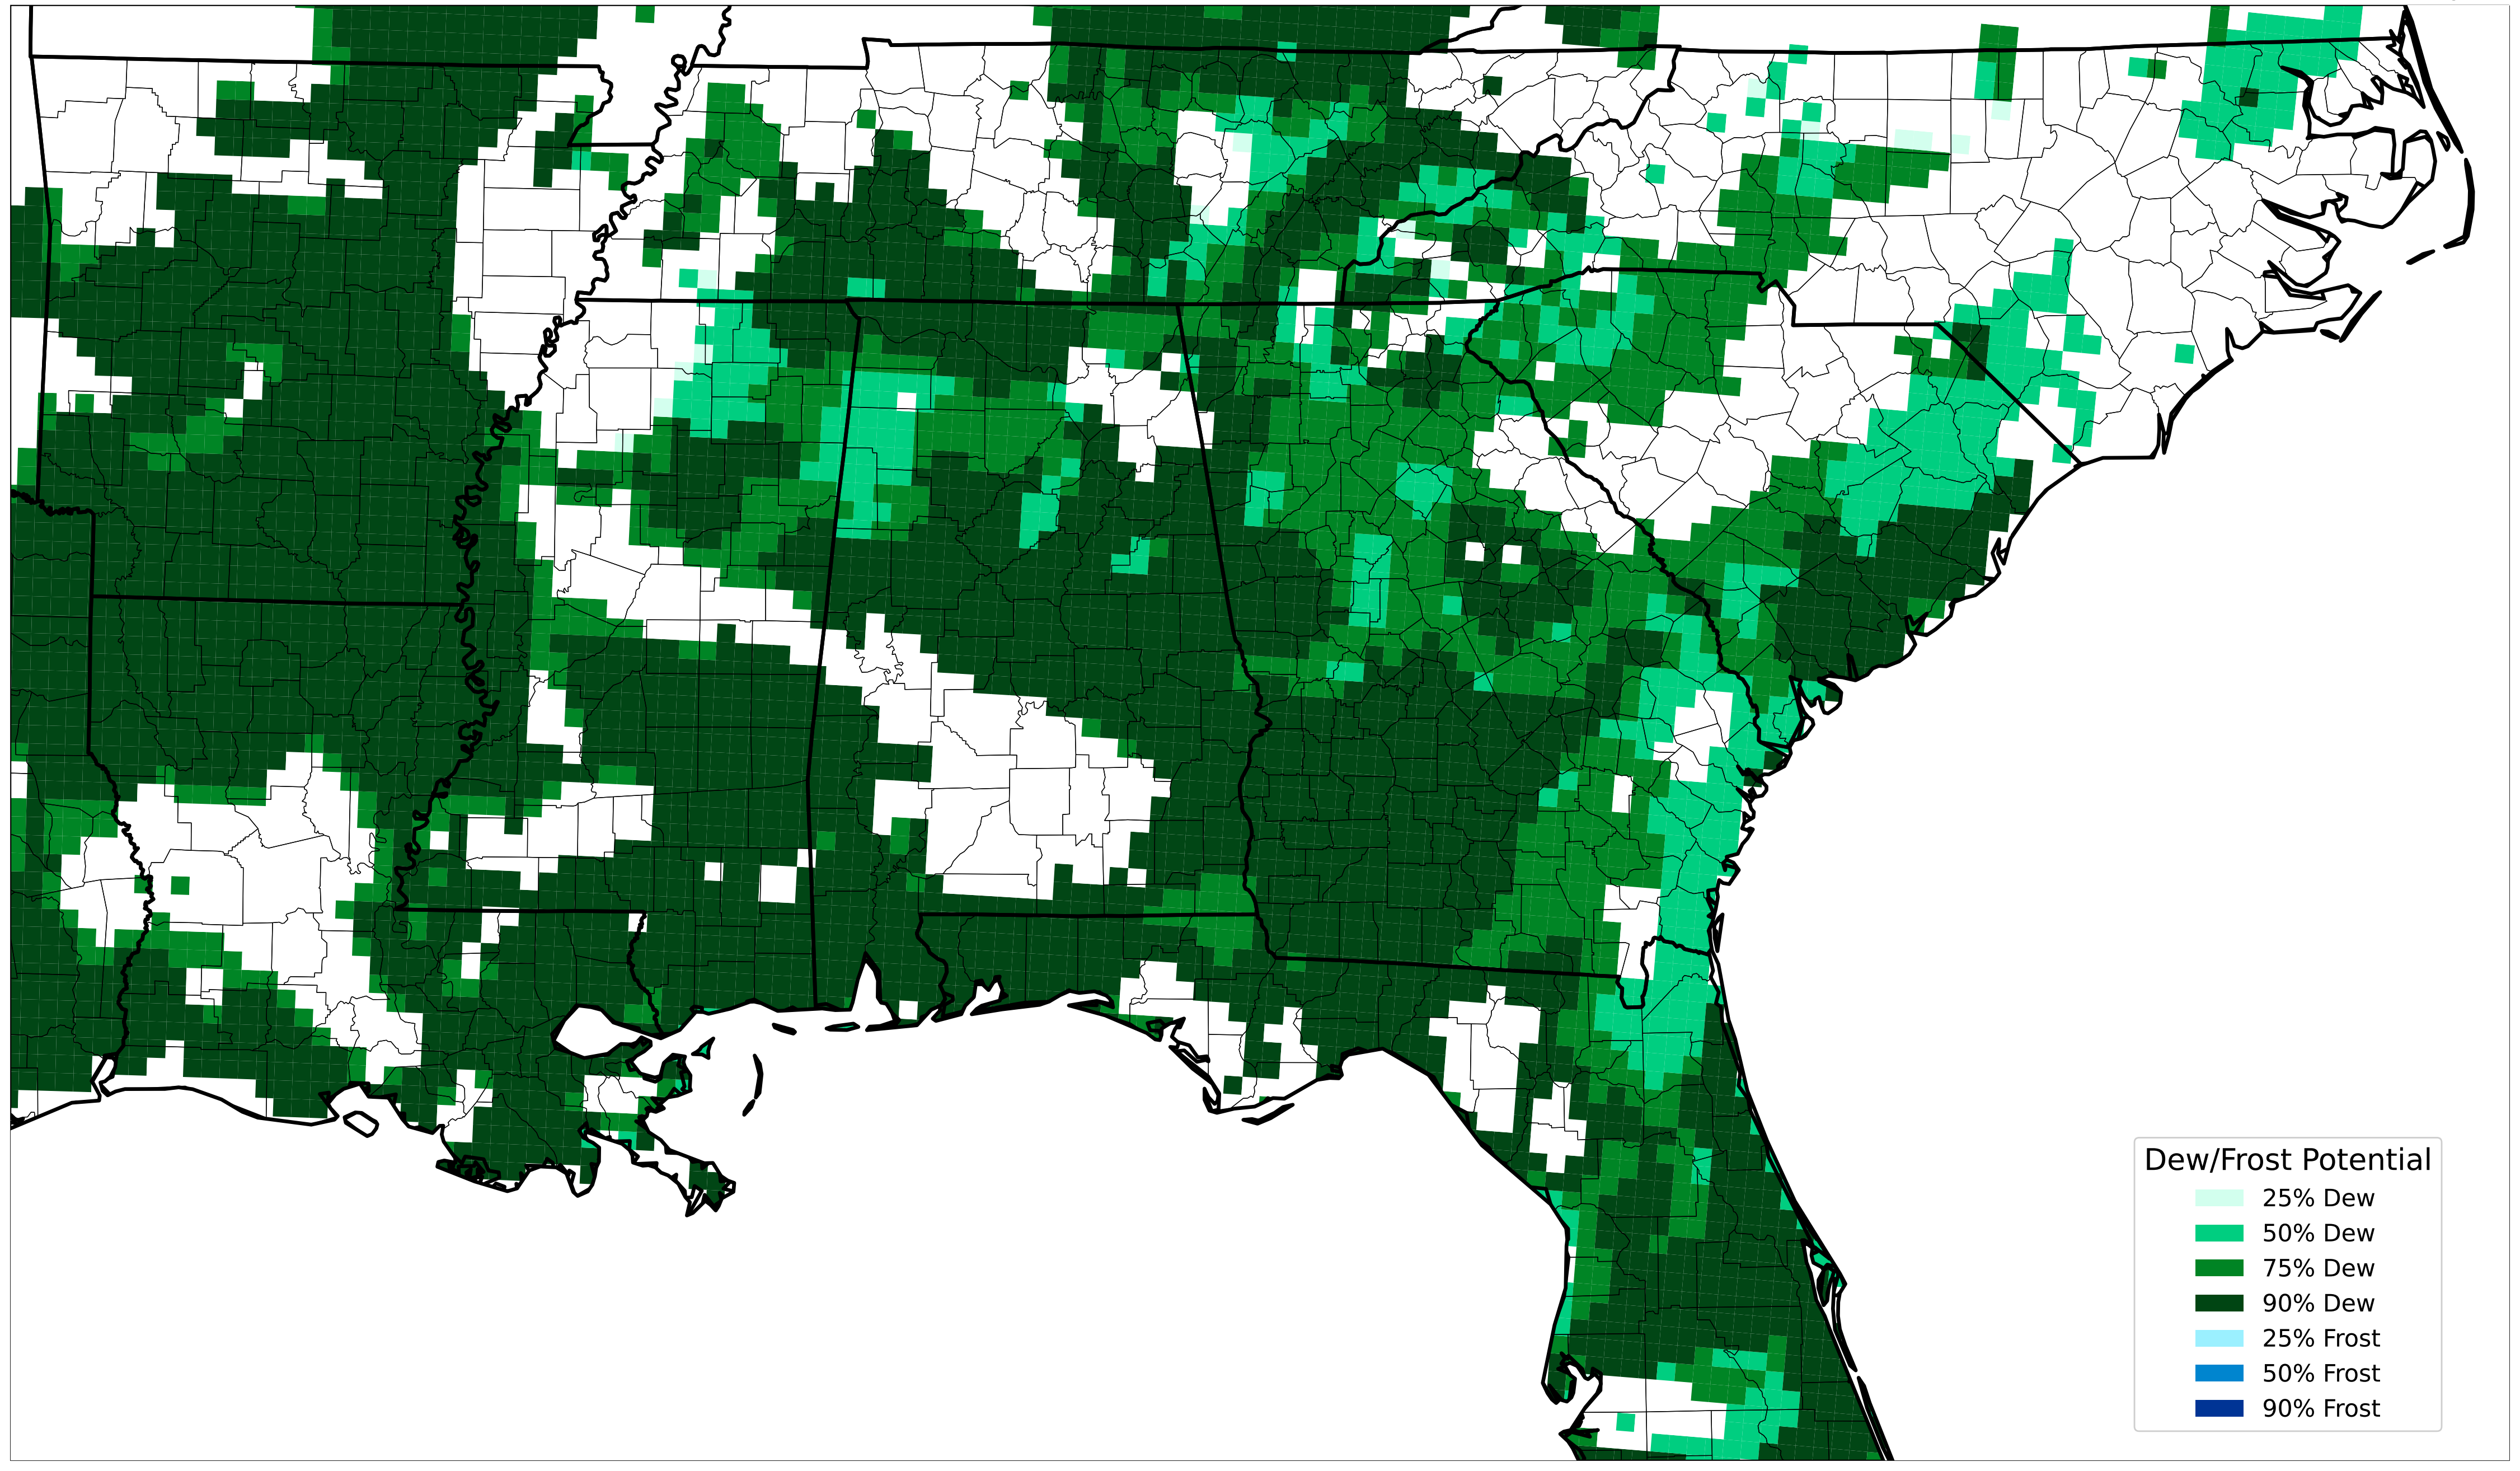 Dew/Frost Potential
25% Dew
50% Dew
75% Dew
90% Dew
25% Frost
50% Frost
90% Frost